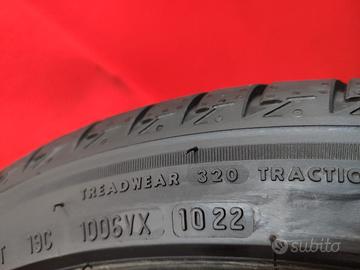 TREADWEAR 320 TRACTIO
T 19C 1006VX 1022
subito